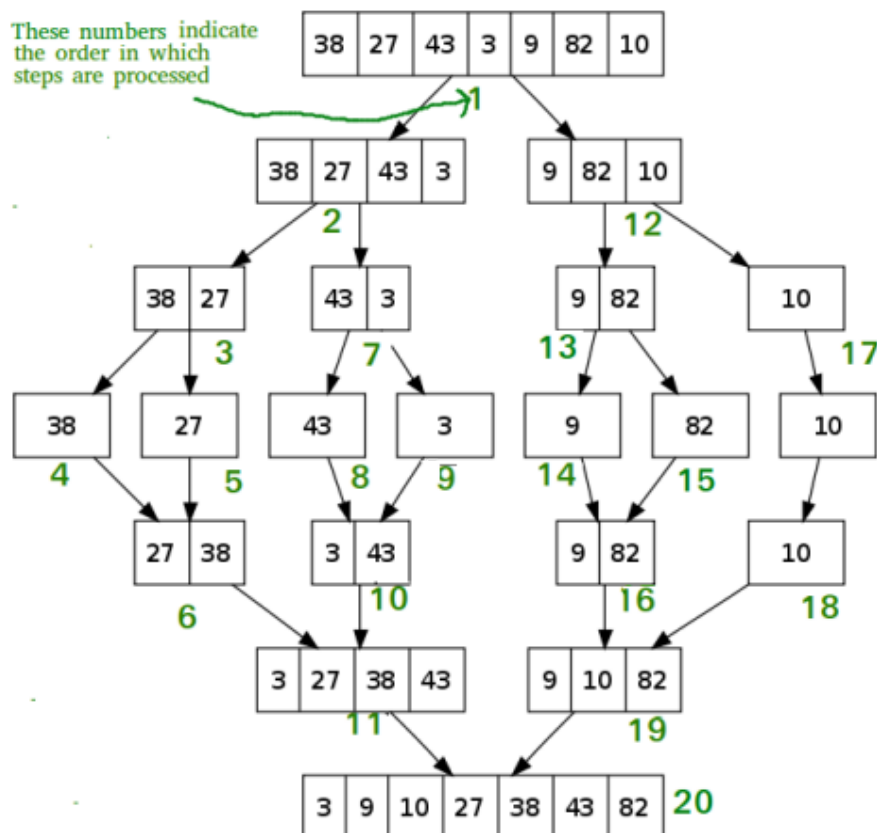 These numbers indicate
the order in which
steps are processed
38 27 43 3 9 82 10
1
38 27 43 3 9 82 10
2 12
38 27 43 3 9 82 10
3 7 13 17
38 27 43 3 9 82 10
4 5 8 9 14 15
27 38 3 43 9 82 10
6 10 16 18
3 27 38 43 9 10 82
11 19
3 9 10 27 38 43 82 20